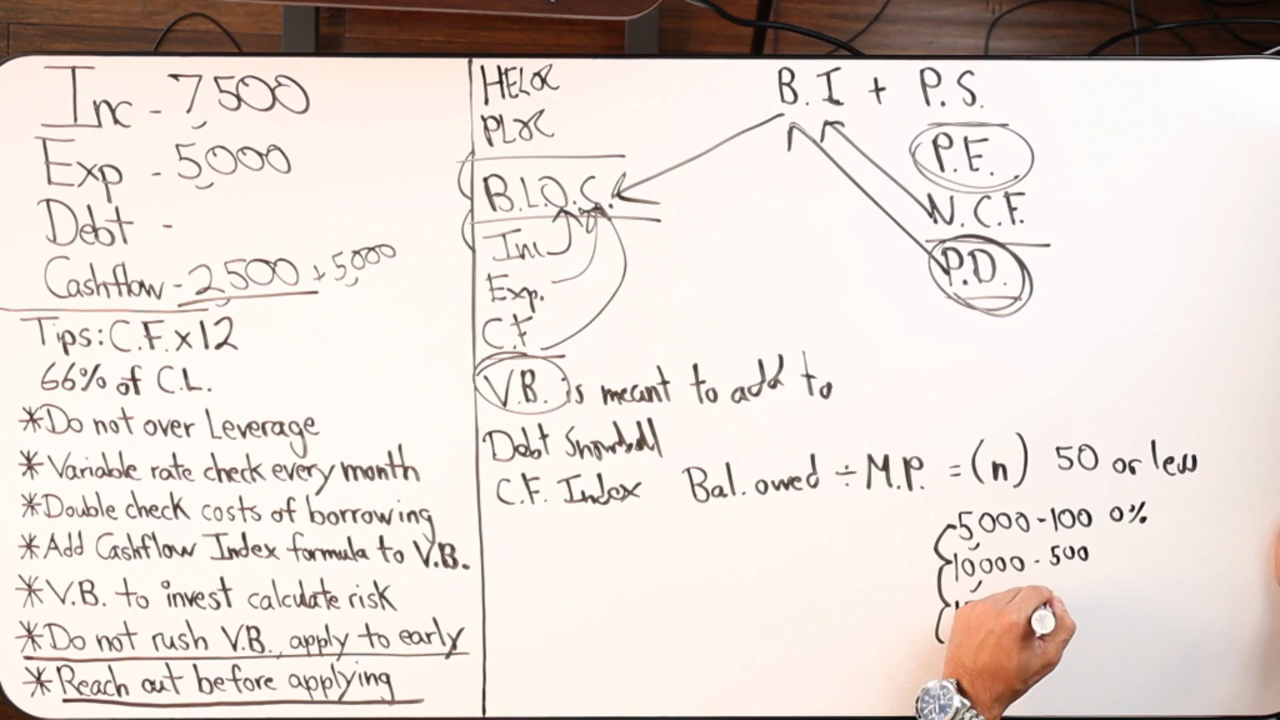 Inc - 7,500
Exp - 5,000
Debt -
Cashflow - 2,500 + 5,000
Tips: C.F. x 12
66% of C.L.
*Do not over Leverage
*Variable rate check every month
*Double check costs of borrowing
*Add Cashflow Index formula to V.B.
*V.B. to invest calculate risk
*Do not rush V.B. apply to early
*Reach out before applying
HELOC
PLOC
B.L.O.C.
Inc
Exp.
C.F
V.B. is meant to add to
Debt Snowball
C.F. Index Bal. owed ÷ M.P. = (n) 50 or less
5,000 - 100 0%
10,000 - 500
B.I + P.S.
P.E.
N.C.F.
P.D.